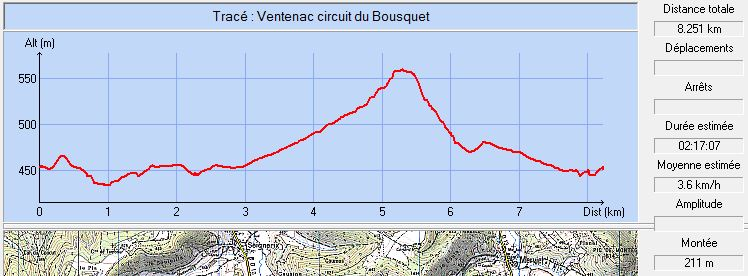 Tracé : Ventenac circuit du Bousquet
Alt (m)
550
500
450
0 1 2 3 4 5 6 7 Dist (km)
Distance totale
8.251 km
Déplacements
Arrêts
Durée estimée
02:17:07
Moyenne estimée
3.6 km/h
Amplitude
Montée
211 m